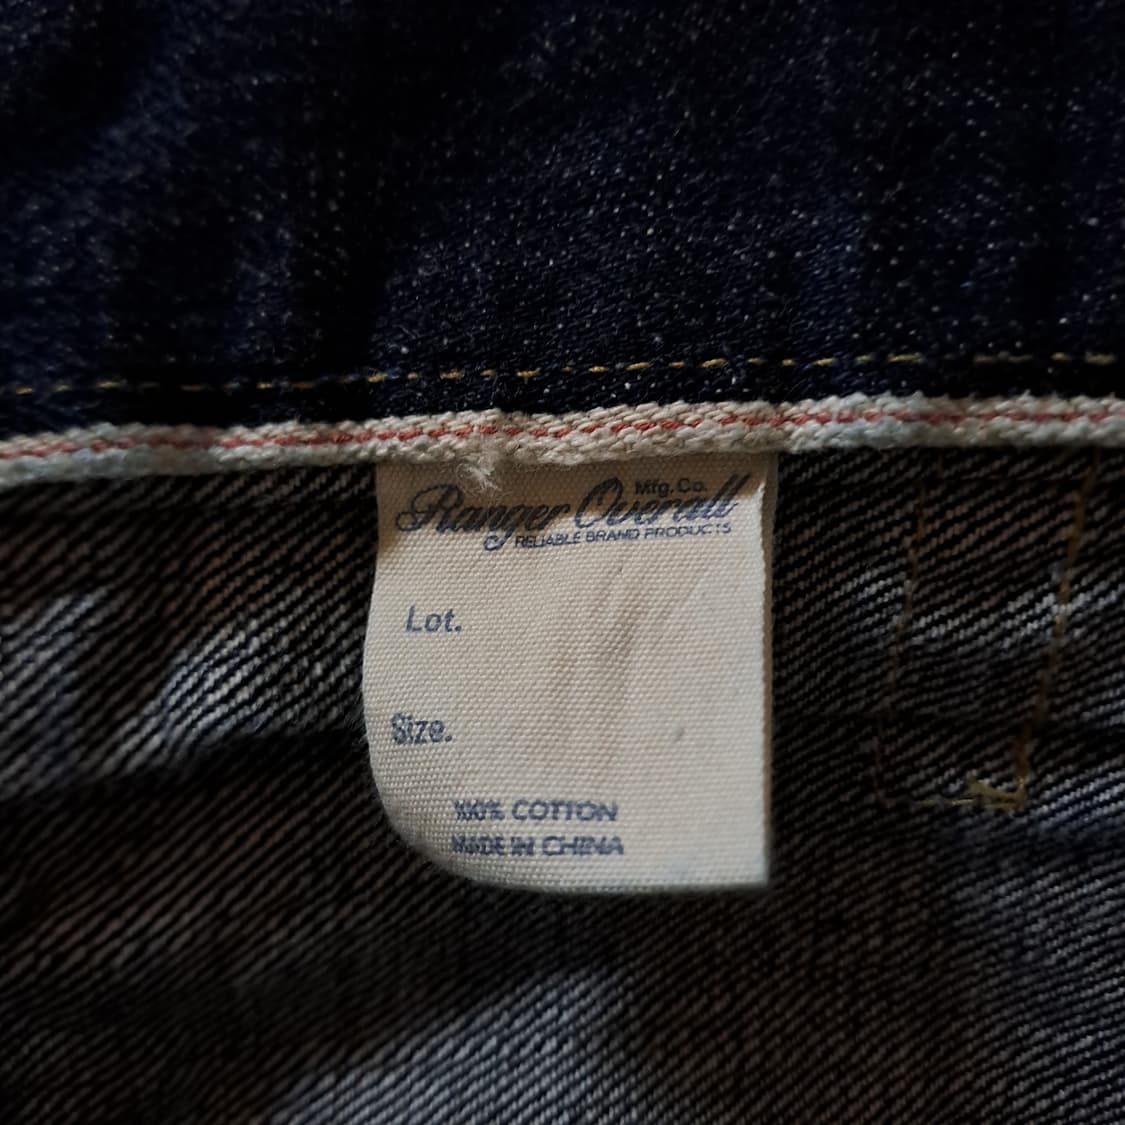 Mfg. Co.
Ranger Overall
RELIABLE BRAND PRODUCTS
Lot.
Size.
100% COTTON
MADE IN CHINA